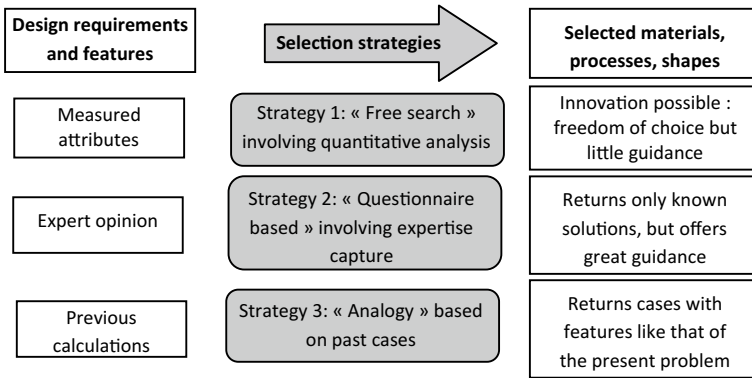 Design requirements
and features
Selection strategies
Selected materials,
processes, shapes
Measured
attributes
Strategy 1: « Free search »
involving quantitative analysis
Innovation possible :
freedom of choice but
little guidance
Expert opinion
Strategy 2: « Questionnaire
based » involving expertise
capture
Returns only known
solutions, but offers
great guidance
Previous
calculations
Strategy 3: « Analogy » based
on past cases
Returns cases with
features like that of
the present problem